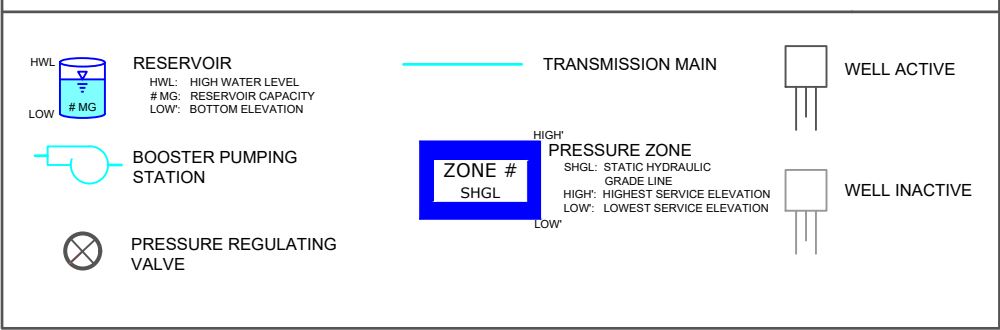 HWL
# MG
LOW
RESERVOIR
HWL: HIGH WATER LEVEL
# MG: RESERVOIR CAPACITY
LOW': BOTTOM ELEVATION
BOOSTER PUMPING
STATION
PRESSURE REGULATING
VALVE
TRANSMISSION MAIN
HIGH'
ZONE #
SHGL
LOW'
PRESSURE ZONE
SHGL: STATIC HYDRAULIC
GRADE LINE
HIGH': HIGHEST SERVICE ELEVATION
LOW': LOWEST SERVICE ELEVATION
WELL ACTIVE
WELL INACTIVE